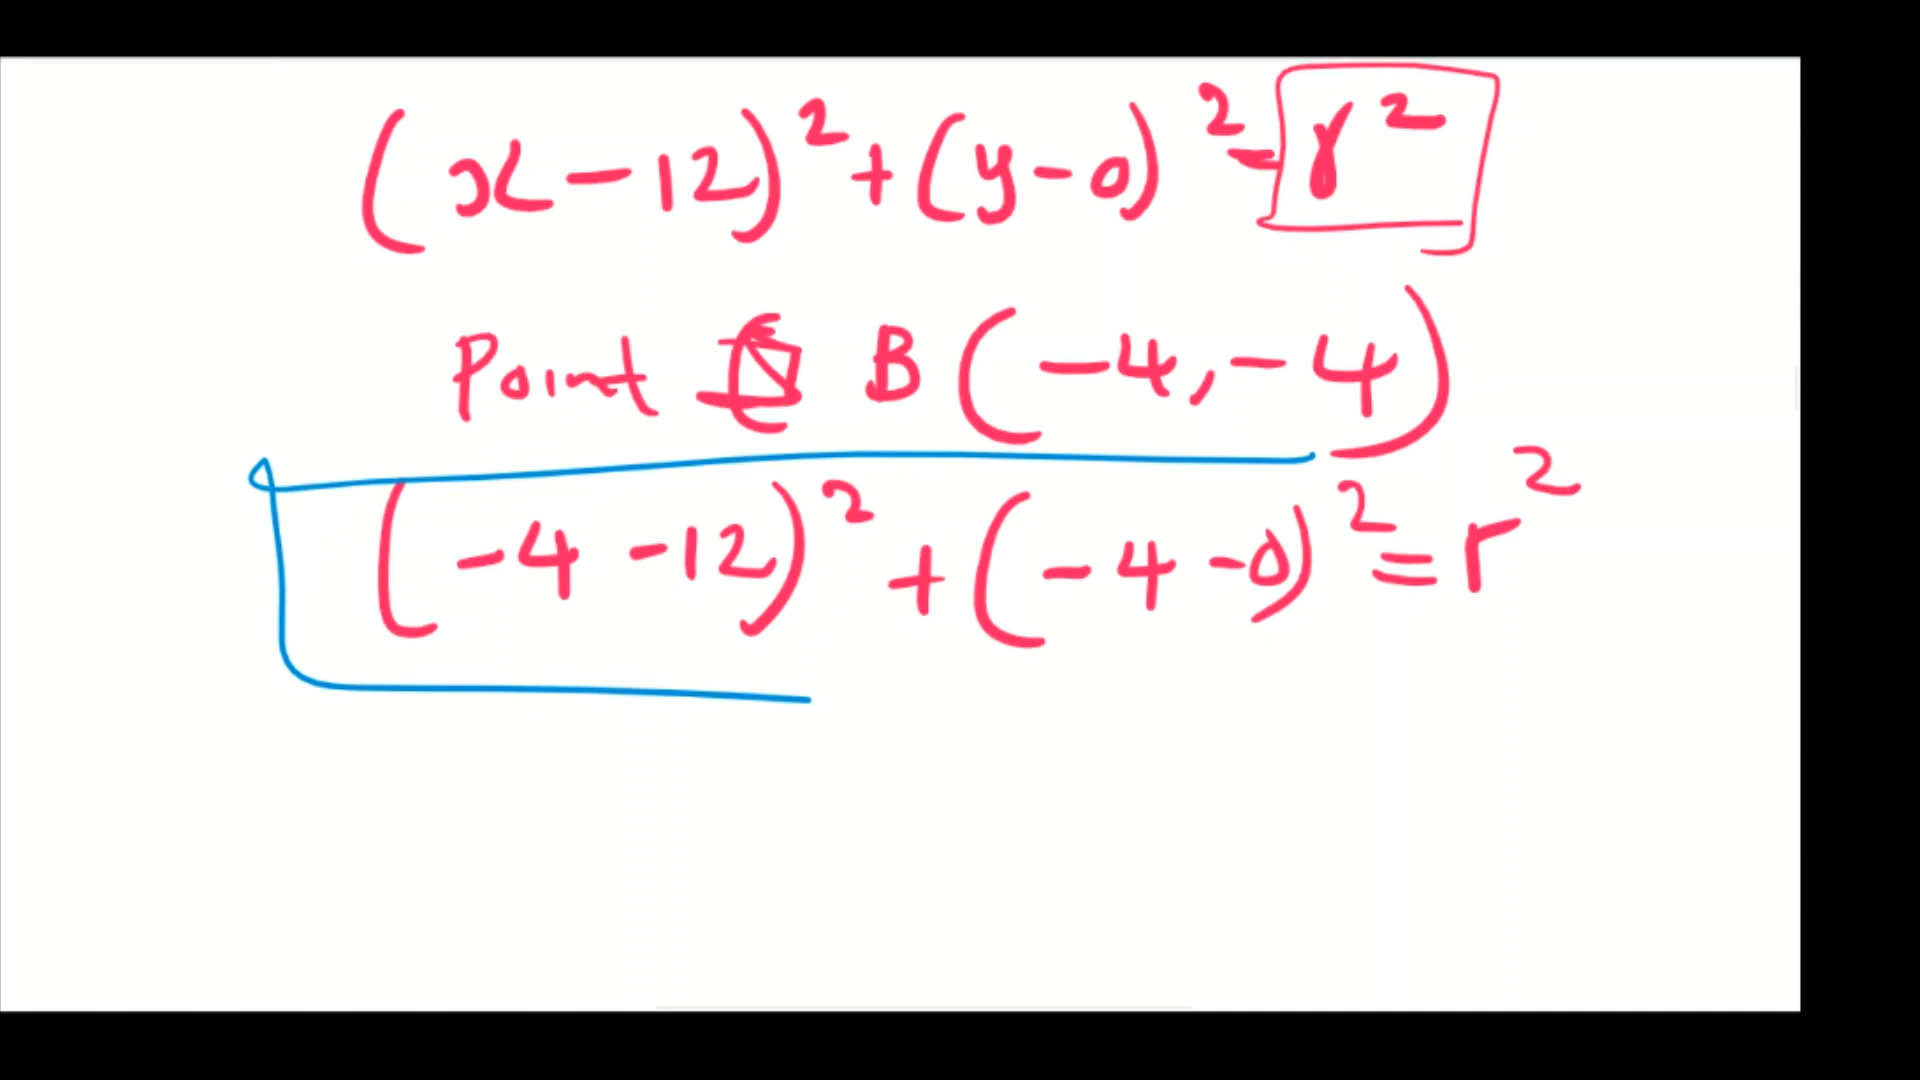 (x-12)²+(y-0)²=r²
Point B(-4,-4)
(-4-12)²+(-4-0)²=r²